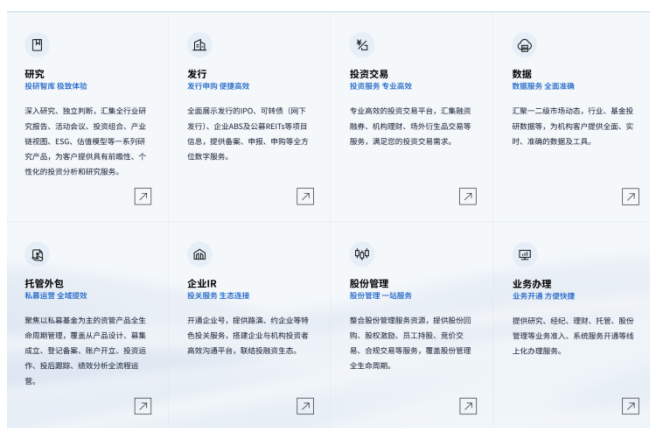 研究
投研智库 极致体验
深入研究、独立判断，汇集全行业研
究报告、活动会议、投资组合、产业
链视图、ESG、估值模型等一系列研
究产品，为客户提供具有前瞻性、个
性化的投资分析和研究服务。
发行
发行申购 便捷高效
全面展示发行的IPO、可转债（网下
发行）、企业ABS及公募REITs等项目
信息，提供备案、申报、申购等全方
位数字服务。
投资交易
投资服务 专业高效
专业高效的投资交易平台，汇集融资
融券、机构理财、场外衍生品交易等
服务，满足您的投资交易需求。
数据
数据服务 全面准确
汇聚一二级市场动态，行业、基金投
研数据等，为机构客户提供全面、实
时、准确的数据及工具。
托管外包
私募运营 全域提效
聚焦以私募基金为主的资管产品全生
命周期管理，覆盖从产品设计、募集
成立、登记备案、账户开立、投资运
作、投后跟踪、绩效分析全流程运
营。
企业IR
投关服务 生态连接
开通企业号，提供路演、约企业等特
色投关服务，搭建企业与机构投资者
高效沟通平台，联结投融资生态。
股份管理
股份管理 一站服务
整合股份管理服务资源，提供股份回
购、股权激励、员工持股、竞价交
易、合规交易等服务，覆盖股份管理
全生命周期。
业务办理
业务开通 方便快捷
提供研究、经纪、理财、托管、股份
管理等业务准入、系统服务开通等线
上化办理服务。